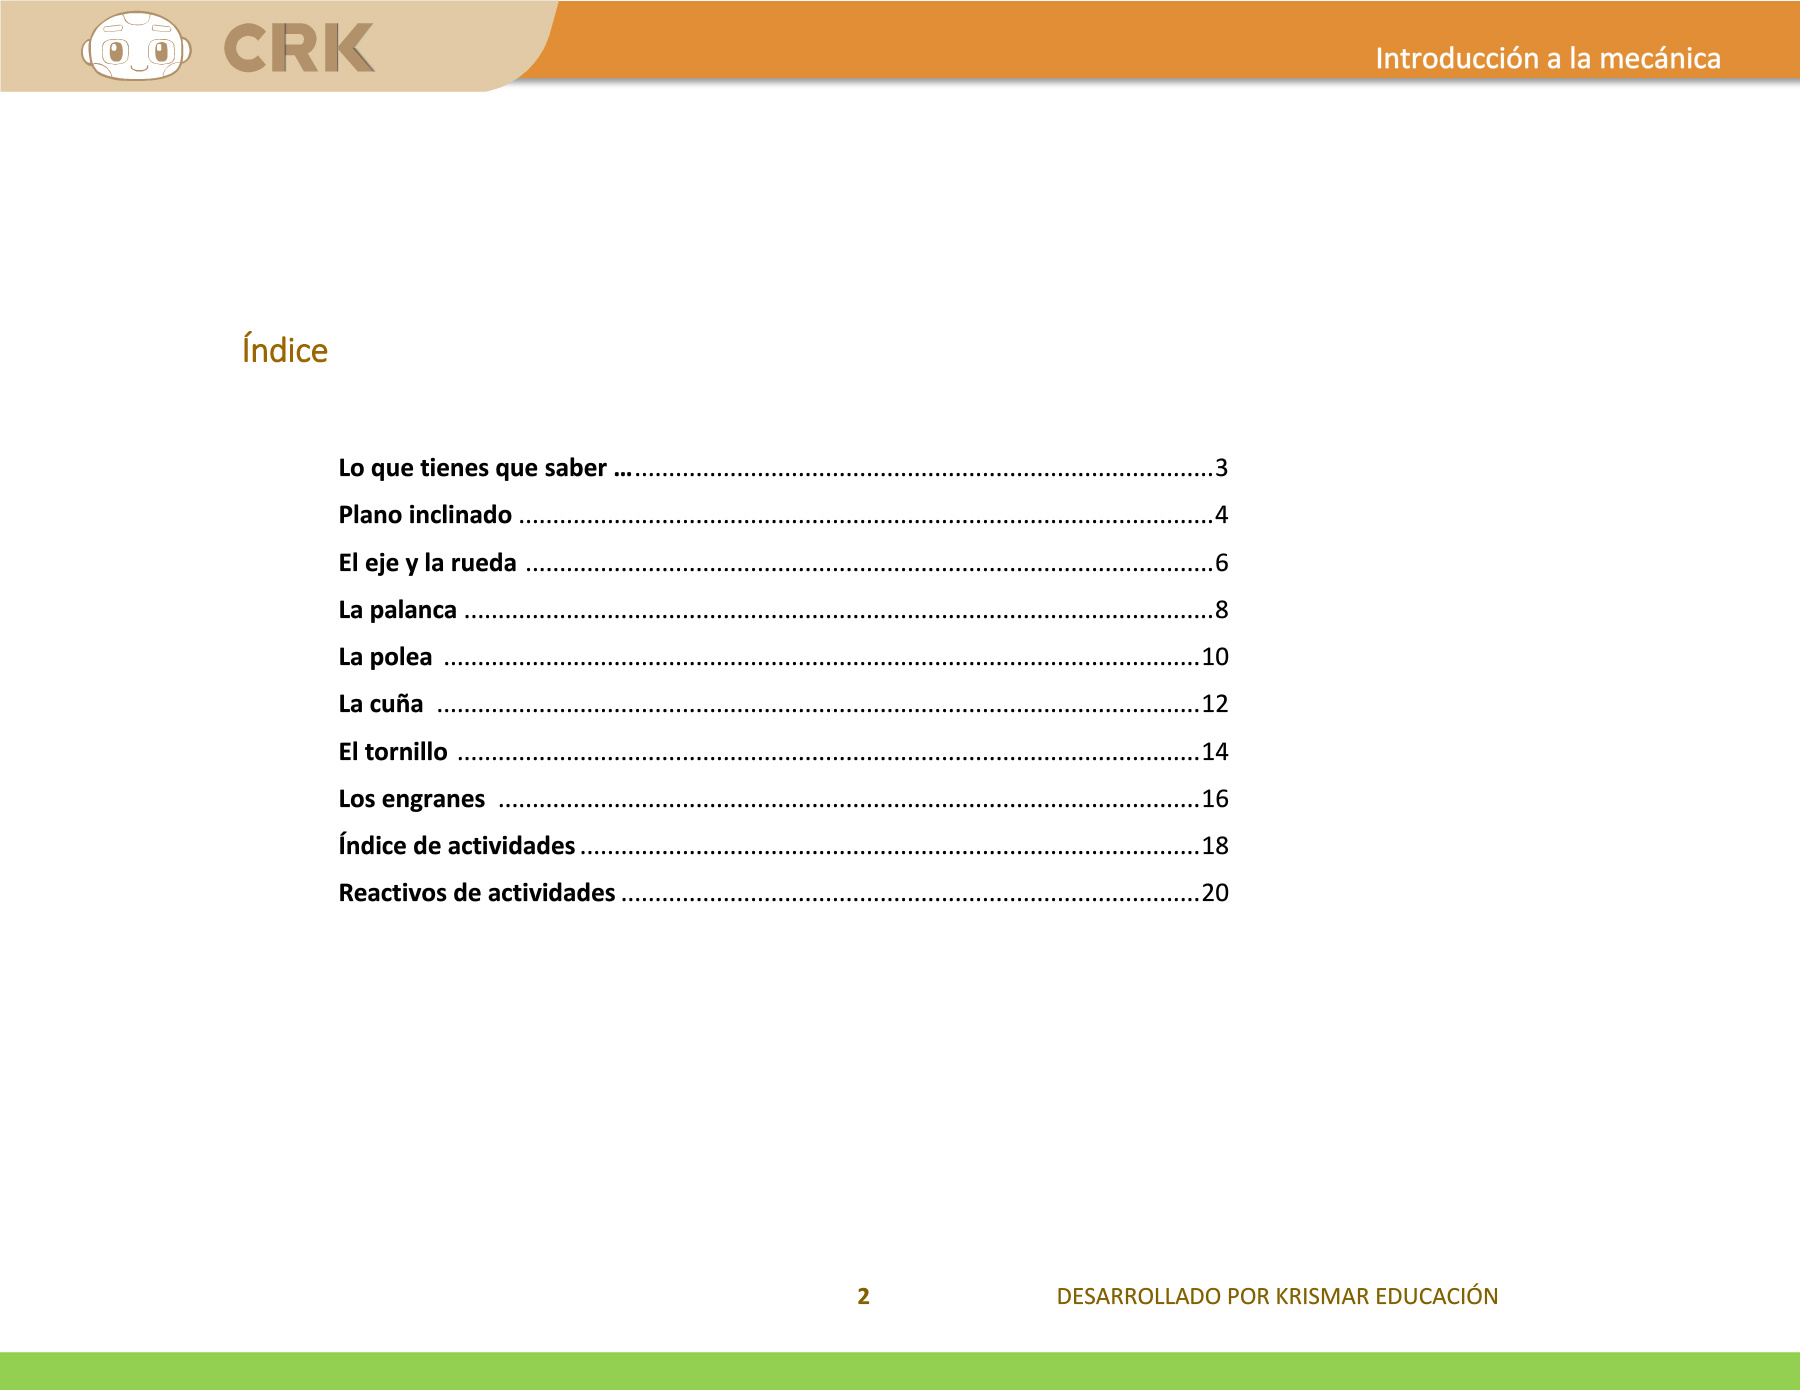 CRK
Introducción a la mecánica
Índice
Lo que tienes que saber ........................................................................................3
Plano inclinado .......................................................................................................4
El eje y la rueda ......................................................................................................6
La palanca ...............................................................................................................8
La polea ................................................................................................................10
La cuña .................................................................................................................12
El tornillo ..............................................................................................................14
Los engranes ........................................................................................................16
Índice de actividades ...........................................................................................18
Reactivos de actividades .....................................................................................20
2 DESARROLLADO POR KRISMAR EDUCACIÓN